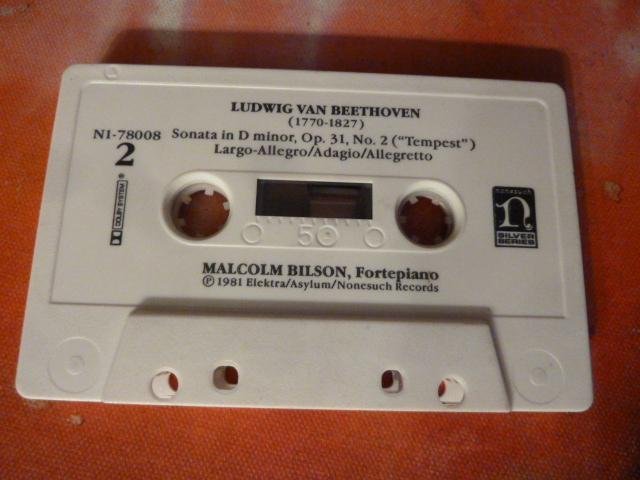 LUDWIG VAN BEETHOVEN
(1770-1827)
N1-78008 Sonata in D minor, Op. 31, No. 2 ("Tempest")
2 Largo-Allegro/Adagio/Allegretto
DOLBY SYSTEM ®
nonesuch
n
SILVER
SERIES
50
MALCOLM BILSON, Fortepiano
℗ 1981 Elektra/Asylum/Nonesuch Records